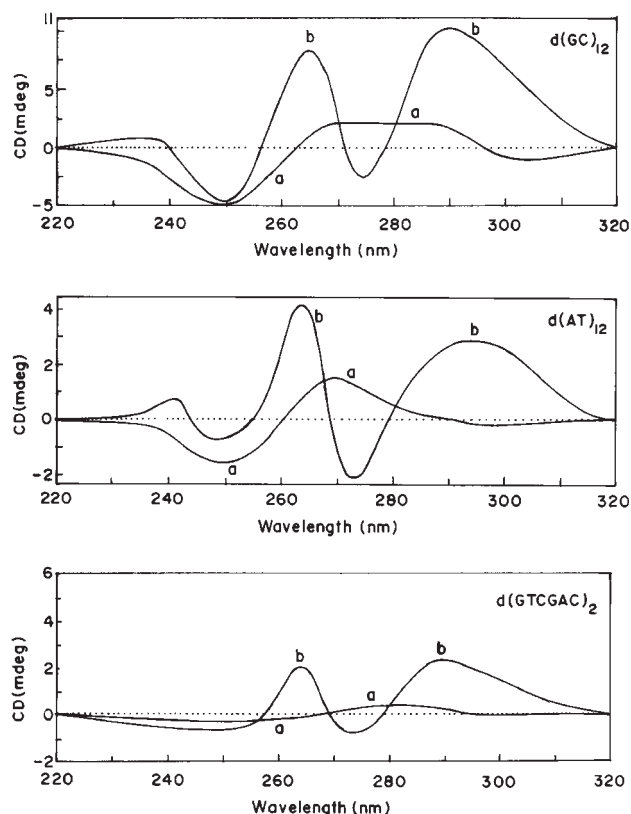 11
5
0
-5
CD (mdeg)
b
b
a
a
d(GC)12
220 240 260 280 300 320
Wavelength (nm)
4
2
0
-2
CD (mdeg)
b
b
a
a
d(AT)12
220 240 260 280 300 320
Wavelength (nm)
6
4
2
0
-2
CD (mdeg)
b
b
a
a
d(GTCGAC)2
220 240 260 280 300 320
Wavelength (nm)